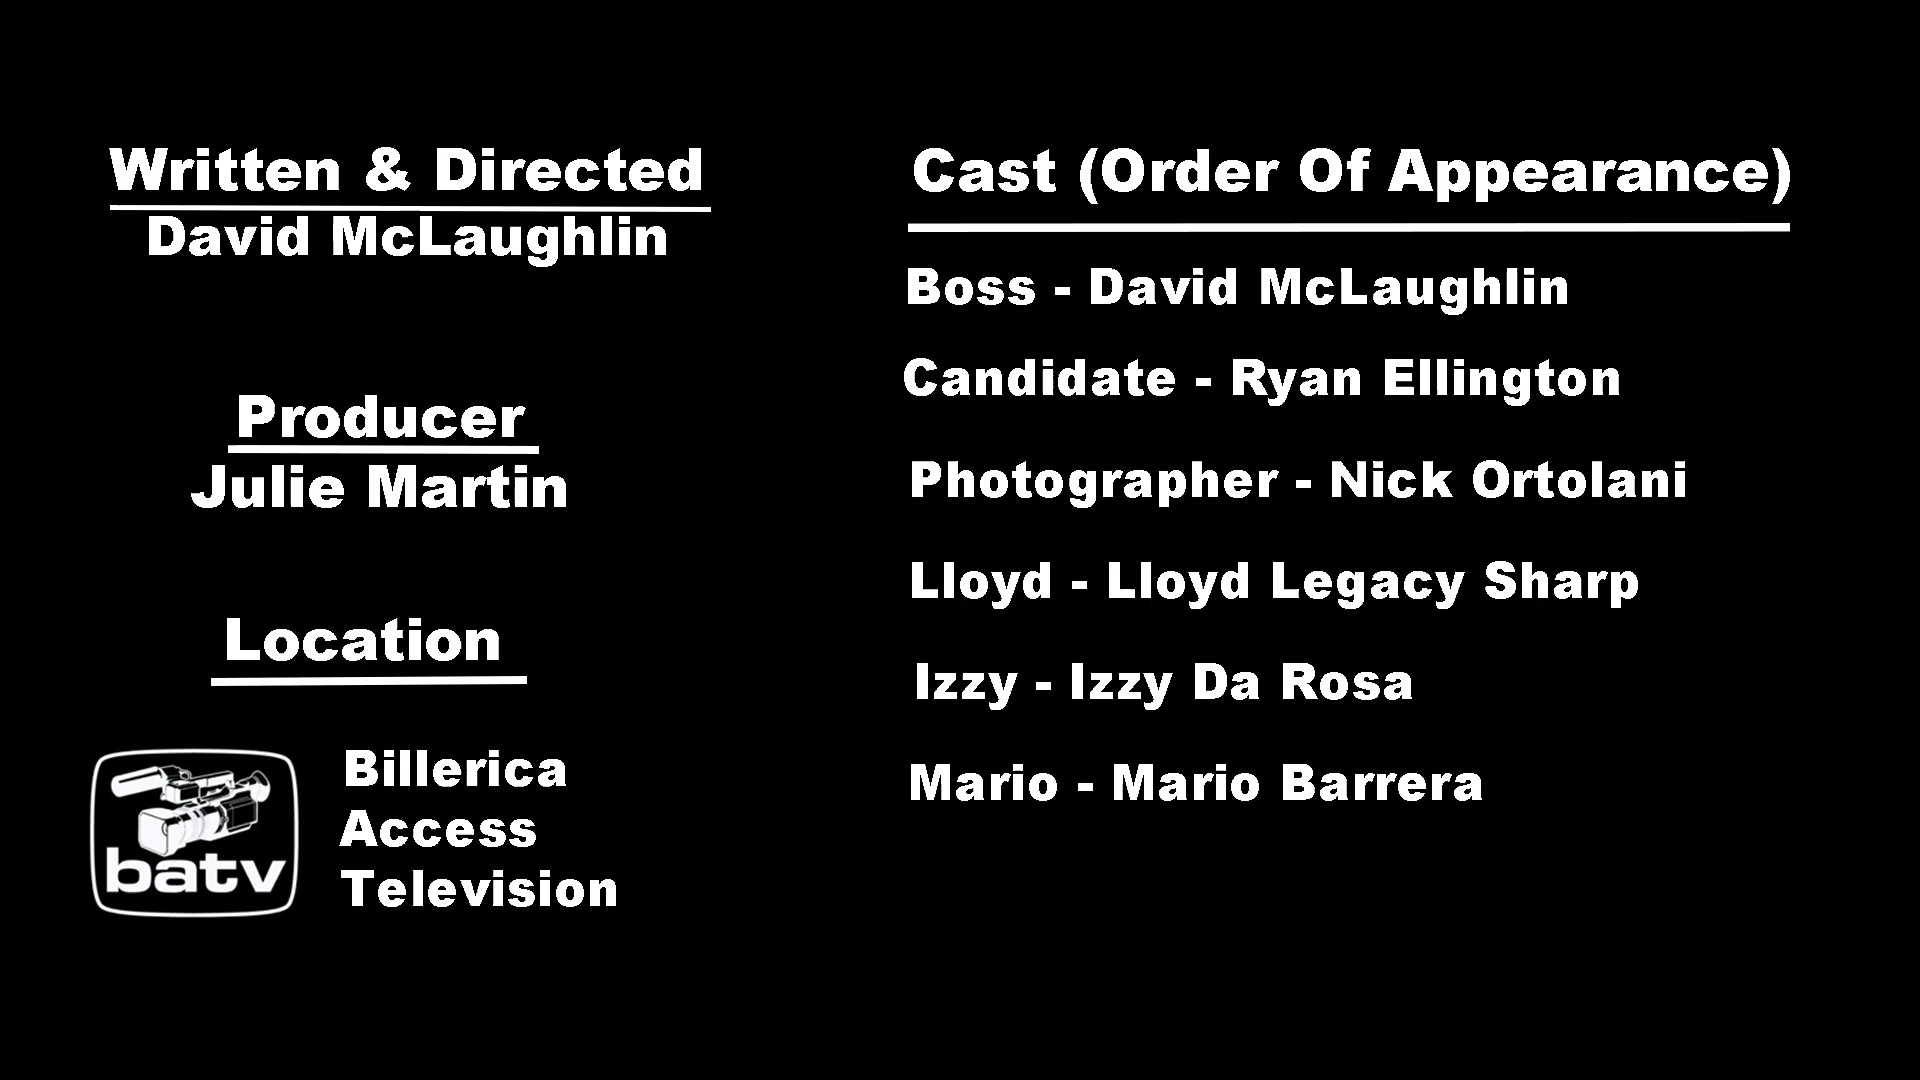 Written & Directed
David McLaughlin
Producer
Julie Martin
Location
batv
Billerica
Access
Television
Cast (Order Of Appearance)
Boss - David McLaughlin
Candidate - Ryan Ellington
Photographer - Nick Ortolani
Lloyd - Lloyd Legacy Sharp
Izzy - Izzy Da Rosa
Mario - Mario Barrera